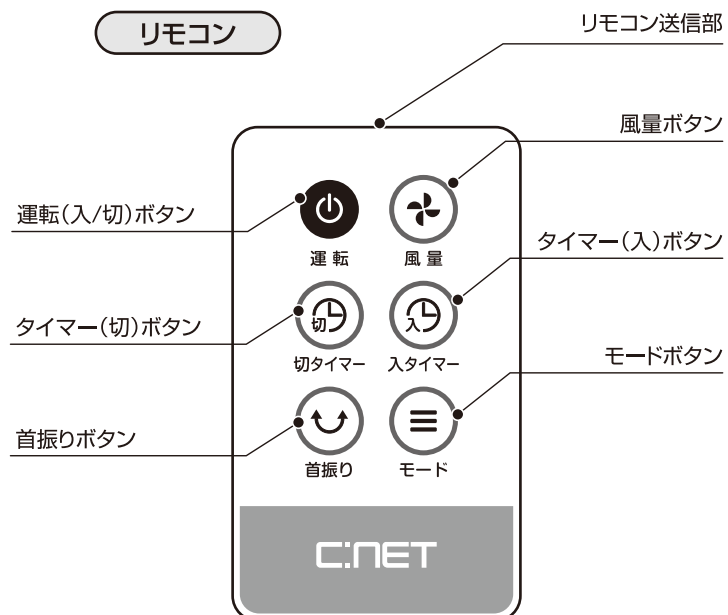 リモコン
リモコン送信部
風量ボタン
運転(入/切)ボタン
タイマー(入)ボタン
運転
風量
タイマー(切)ボタン
切
入
切タイマー
入タイマー
モードボタン
首振りボタン
首振り
モード
C:NET